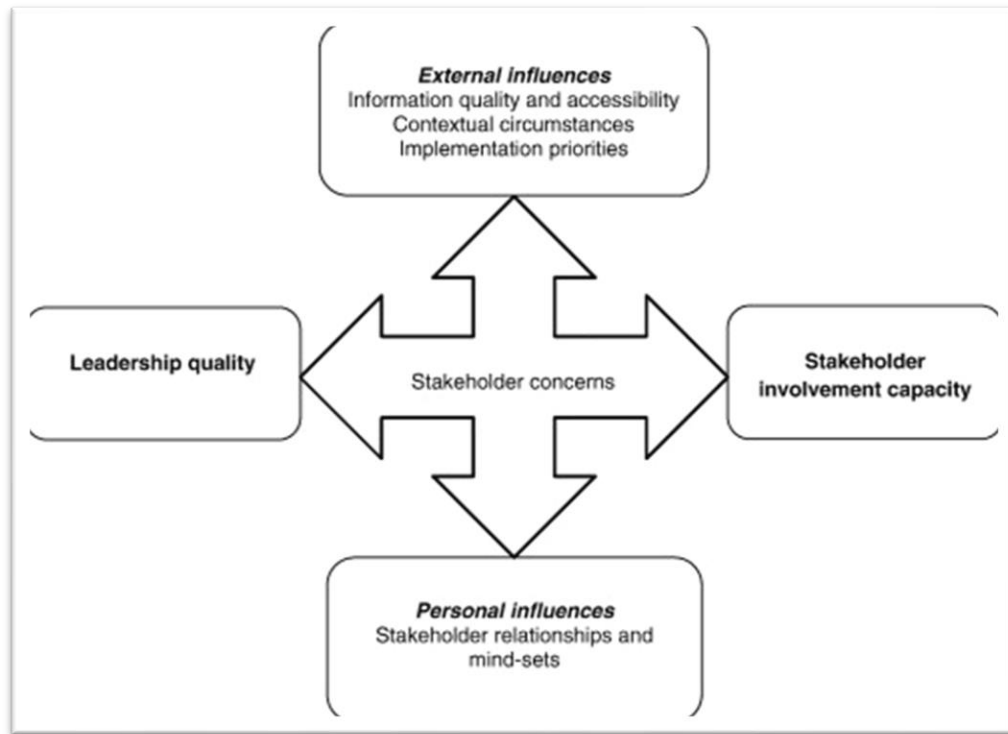 External influences
Information quality and accessibility
Contextual circumstances
Implementation priorities
Leadership quality
Stakeholder concerns
Stakeholder
involvement capacity
Personal influences
Stakeholder relationships and
mind-sets